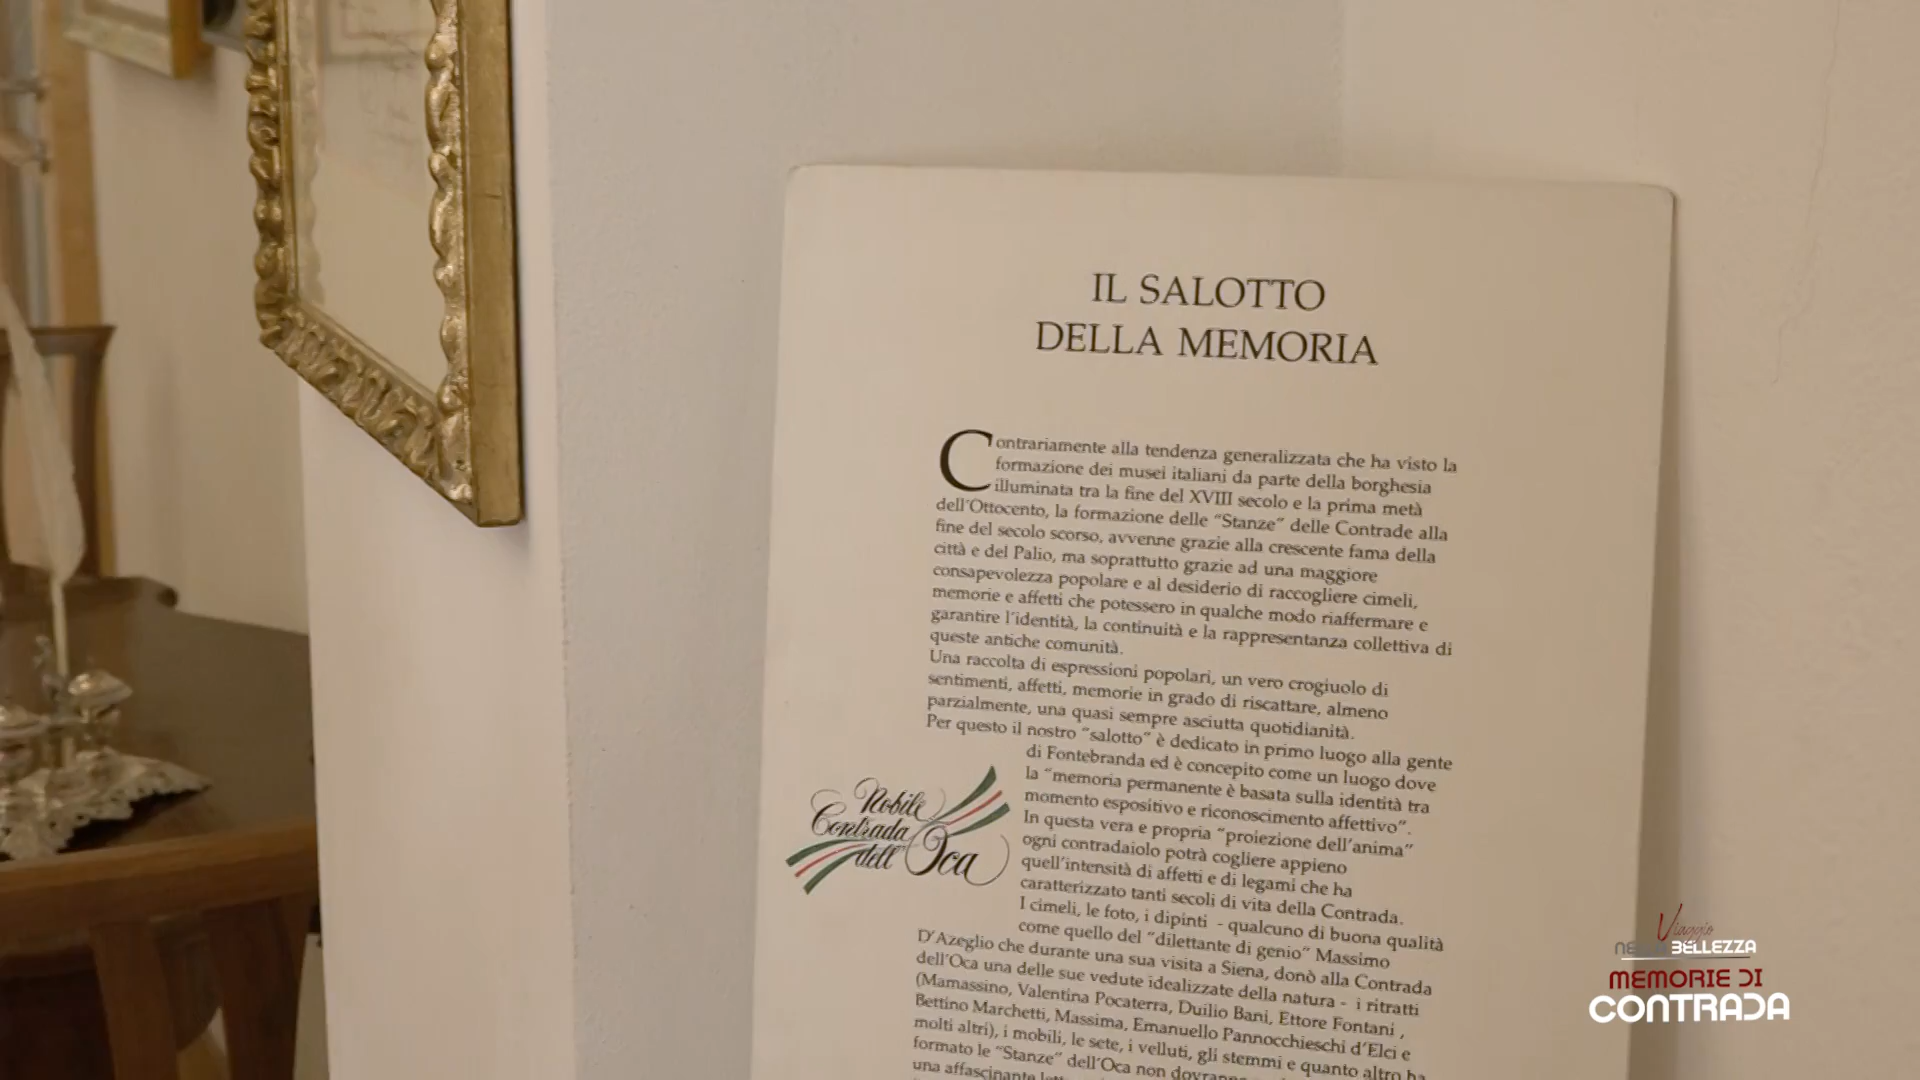 IL SALOTTO
DELLA MEMORIA
Contrariamente alla tendenza generalizzata che ha visto la
formazione dei musei italiani da parte della borghesia
illuminata tra la fine del XVIII secolo e la prima metà
dell'Ottocento, la formazione delle "Stanze" delle Contrade alla
fine del secolo scorso, avvenne grazie alla crescente fama della
città e del Palio, ma soprattutto grazie ad una maggiore
consapevolezza popolare e al desiderio di raccogliere cimeli,
memorie e affetti che potessero in qualche modo riaffermare e
garantire l'identità, la continuità e la rappresentanza collettiva di
queste antiche comunità.
Una raccolta di espressioni popolari, un vero crogiuolo di
sentimenti, affetti, memorie in grado di riscattare, almeno
parzialmente, una quasi sempre asciutta quotidianità.
Per questo il nostro "salotto" è dedicato in primo luogo alla gente
di Fontebranda ed è concepito come un luogo dove
la "memoria permanente è basata sulla identità tra
momento espositivo e riconoscimento affettivo".
In questa vera e propria "proiezione dell'anima"
ogni contradaiolo potrà cogliere appieno
quell'intensità di affetti e di legami che ha
caratterizzato tanti secoli di vita della Contrada.
I cimeli, le foto, i dipinti - qualcuno di buona qualità
come quello del "dilettante di genio" Massimo
D'Azeglio che durante una sua visita a Siena, donò alla Contrada
dell'Oca una delle sue vedute idealizzate della natura - i ritratti
(Mamassino, Valentina Pocaterra, Duilio Bani, Ettore Fontani ,
Bettino Marchetti, Massima, Emanuello Pannocchieschi d'Elci e
molti altri), i mobili, le sete, i velluti, gli stemmi e quanto altro ha
formato le "Stanze" dell'Oca non
una affascinante
Nobile
Contrada
dell'Oca
Viaggio
NELLA BELLEZZA
MEMORIE DI
CONTRADA